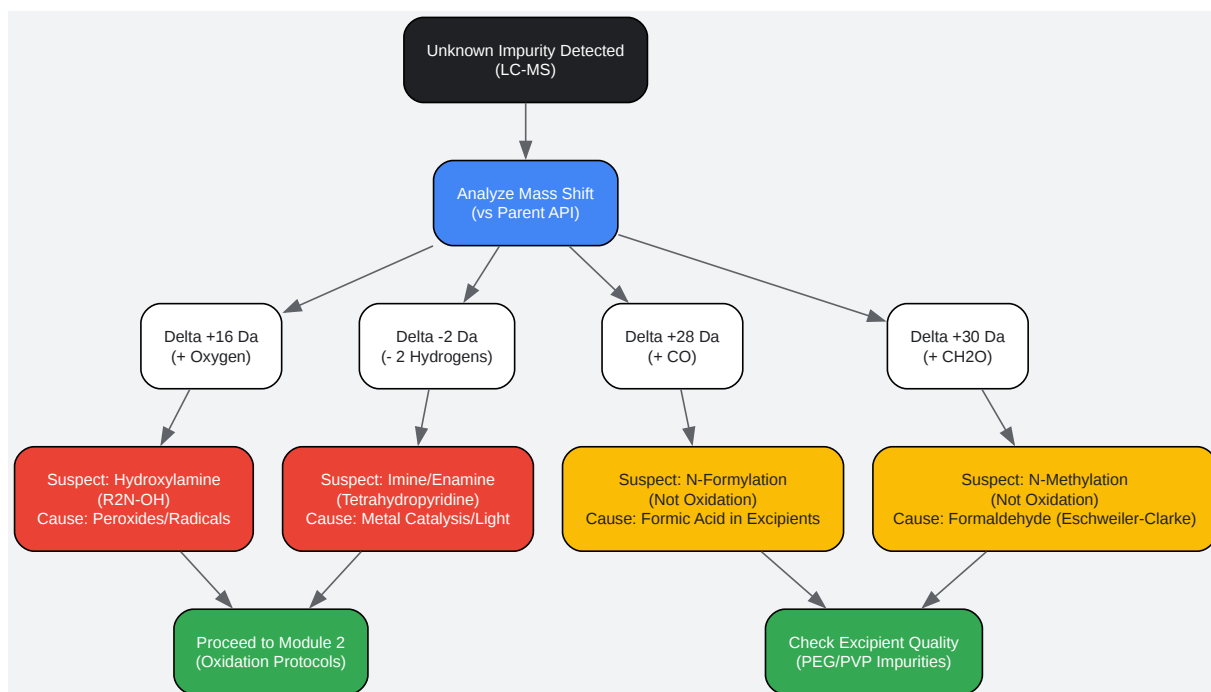 Unknown Impurity Detected
(LC-MS)
Analyze Mass Shift
(vs Parent API)
Delta +16 Da
(+ Oxygen)
Delta -2 Da
(- 2 Hydrogens)
Delta +28 Da
(+ CO)
Delta +30 Da
(+ CH2O)
Suspect: Hydroxylamine
(R2N-OH)
Cause: Peroxides/Radicals
Suspect: Imine/Enamine
(Tetrahydropyridine)
Cause: Metal Catalysis/Light
Suspect: N-Formylation
(Not Oxidation)
Cause: Formic Acid in Excipients
Suspect: N-Methylation
(Not Oxidation)
Cause: Formaldehyde (Eschweiler-Clarke)
Proceed to Module 2
(Oxidation Protocols)
Check Excipient Quality
(PEG/PVP Impurities)